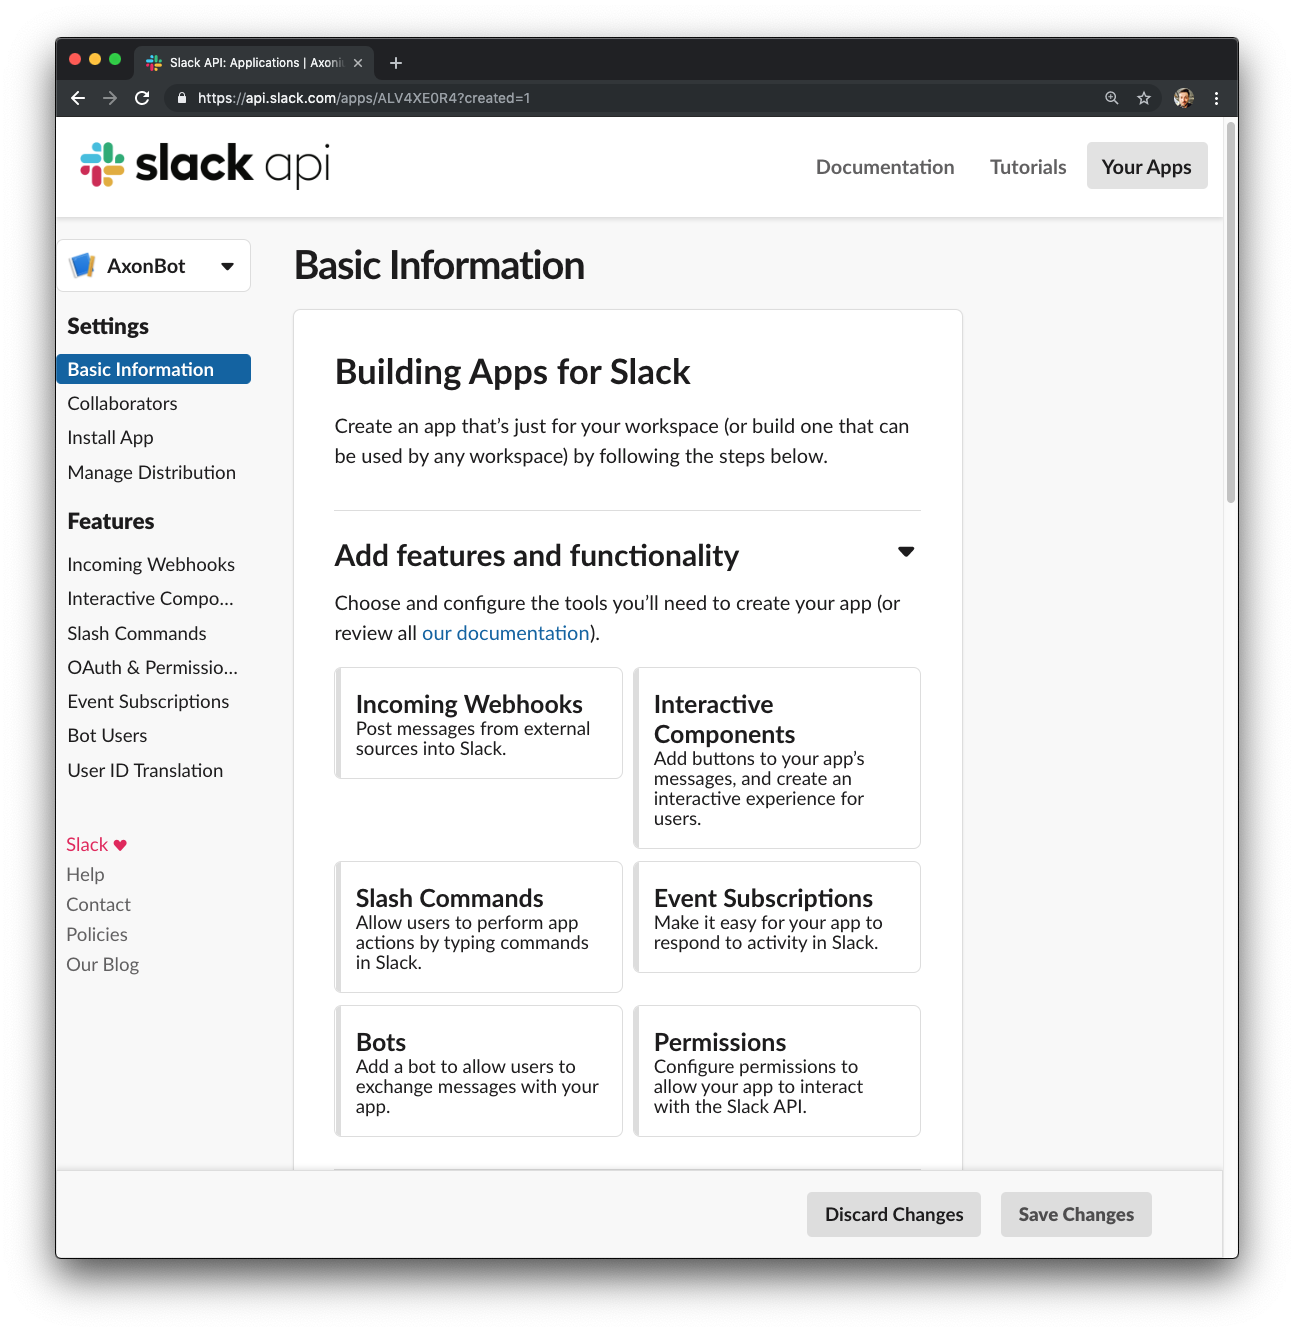 Slack API: Applications | Axoni
https://api.slack.com/apps/ALV4XE0R4?created=1
slack api
Documentation
Tutorials
Your Apps
AxonBot
Settings
Basic Information
Collaborators
Install App
Manage Distribution
Features
Incoming Webhooks
Interactive Compo...
Slash Commands
OAuth & Permissio...
Event Subscriptions
Bot Users
User ID Translation
Slack ♥
Help
Contact
Policies
Our Blog
Basic Information
Building Apps for Slack
Create an app that’s just for your workspace (or build one that can
be used by any workspace) by following the steps below.
Add features and functionality
Choose and configure the tools you’ll need to create your app (or
review all our documentation).
Incoming Webhooks
Post messages from external
sources into Slack.
Interactive
Components
Add buttons to your app’s
messages, and create an
interactive experience for
users.
Slash Commands
Allow users to perform app
actions by typing commands
in Slack.
Event Subscriptions
Make it easy for your app to
respond to activity in Slack.
Bots
Add a bot to allow users to
exchange messages with your
app.
Permissions
Configure permissions to
allow your app to interact
with the Slack API.
Discard Changes
Save Changes